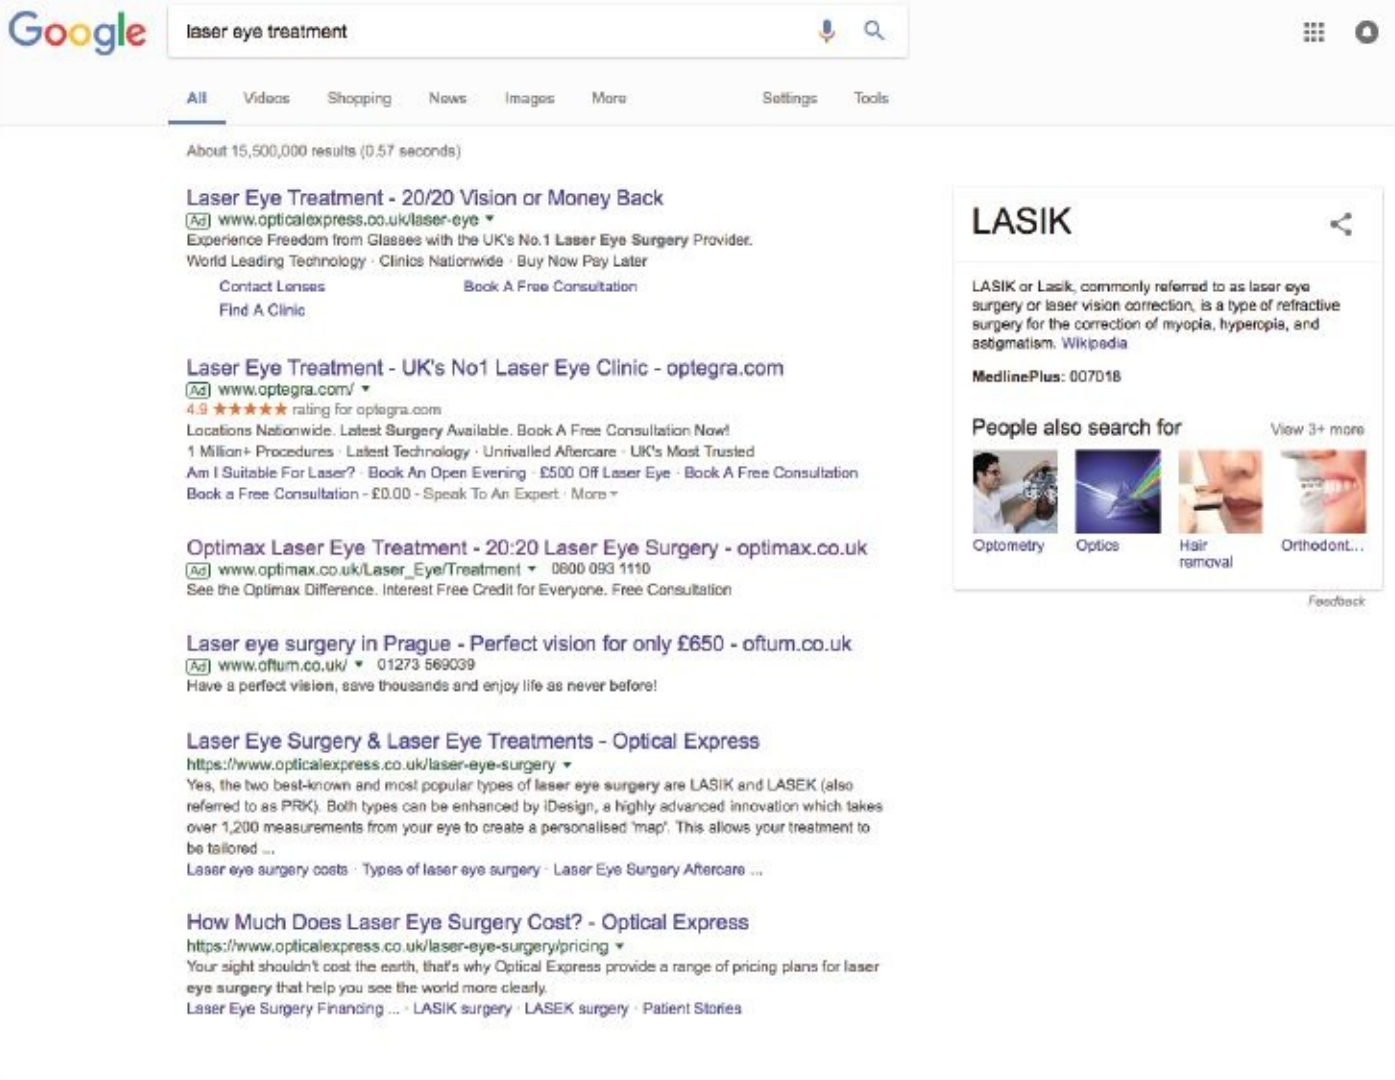 Google
laser eye treatment
All Videos Shopping News Images More Settings Tools
About 15,500,000 results (0.57 seconds)
Laser Eye Treatment - 20/20 Vision or Money Back
Ad www.opticalexpress.co.uk/laser-eye
Experience Freedom from Glasses with the UK's No.1 Laser Eye Surgery Provider.
World Leading Technology · Clinics Nationwide · Buy Now Pay Later
Contact Lenses Book A Free Consultation
Find A Clinic
Laser Eye Treatment - UK's No1 Laser Eye Clinic - optegra.com
Ad www.optegra.com/
4.9 ★★★★★ rating for optegra.com
Locations Nationwide. Latest Surgery Available. Book A Free Consultation Now!
1 Million+ Procedures · Latest Technology · Unrivalled Aftercare · UK's Most Trusted
Am I Suitable For Laser? · Book An Open Evening · £500 Off Laser Eye · Book A Free Consultation
Book a Free Consultation - £0.00 - Speak To An Expert · More
Optimax Laser Eye Treatment - 20:20 Laser Eye Surgery - optimax.co.uk
Ad www.optimax.co.uk/Laser_Eye/Treatment 0800 093 1110
See the Optimax Difference. Interest Free Credit for Everyone. Free Consultation
Laser eye surgery in Prague - Perfect vision for only £650 - oftum.co.uk
Ad www.oftum.co.uk/ 01273 569039
Have a perfect vision, save thousands and enjoy life as never before!
Laser Eye Surgery & Laser Eye Treatments - Optical Express
https://www.opticalexpress.co.uk/laser-eye-surgery
Yes, the two best-known and most popular types of laser eye surgery are LASIK and LASEK (also
referred to as PRK). Both types can be enhanced by iDesign, a highly advanced innovation which takes
over 1,200 measurements from your eye to create a personalised 'map'. This allows your treatment to
be tailored ...
Laser eye surgery costs · Types of laser eye surgery · Laser Eye Surgery Aftercare ...
How Much Does Laser Eye Surgery Cost? - Optical Express
https://www.opticalexpress.co.uk/laser-eye-surgery/pricing
Your sight shouldn't cost the earth, that's why Optical Express provide a range of pricing plans for laser
eye surgery that help you see the world more clearly.
Laser Eye Surgery Financing ... · LASIK surgery · LASEK surgery · Patient Stories
LASIK
LASIK or Lasik, commonly referred to as laser eye
surgery or laser vision correction, is a type of refractive
surgery for the correction of myopia, hyperopia, and
astigmatism. Wikipedia
MedlinePlus: 007018
People also search for View 3+ more
Optometry Optics Hair Orthodont...
removal
Feedback